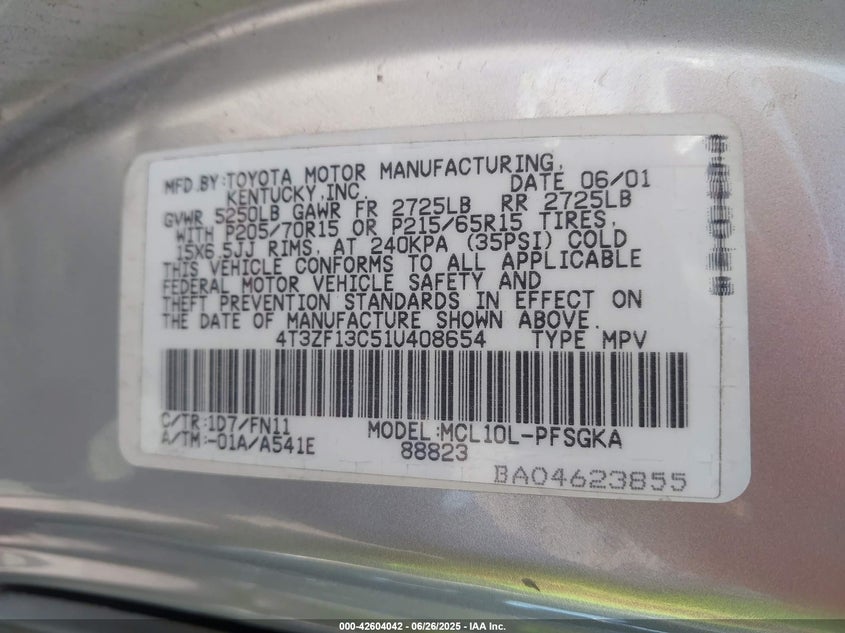 MFD.BY:TOYOTA MOTOR MANUFACTURING,
KENTUCKY,INC. DATE 06/01
GVWR 5250LB GAWR FR 2725LB RR 2725LB
WITH P205/70R15 OR P215/65R15 TIRES,
15X6.5JJ RIMS, AT 240KPA (35PSI) COLD
THIS VEHICLE CONFORMS TO ALL APPLICABLE
FEDERAL MOTOR VEHICLE SAFETY AND
THEFT PREVENTION STANDARDS IN EFFECT ON
THE DATE OF MANUFACTURE SHOWN ABOVE.
4T3ZF13C51U408654 TYPE MPV
C/TR:1D7/FN11 MODEL:MCL10L-PFSGKA
A/TM:-01A/A541E 88823
BA04623855
000-42604042 - 06/26/2025 - IAA Inc.